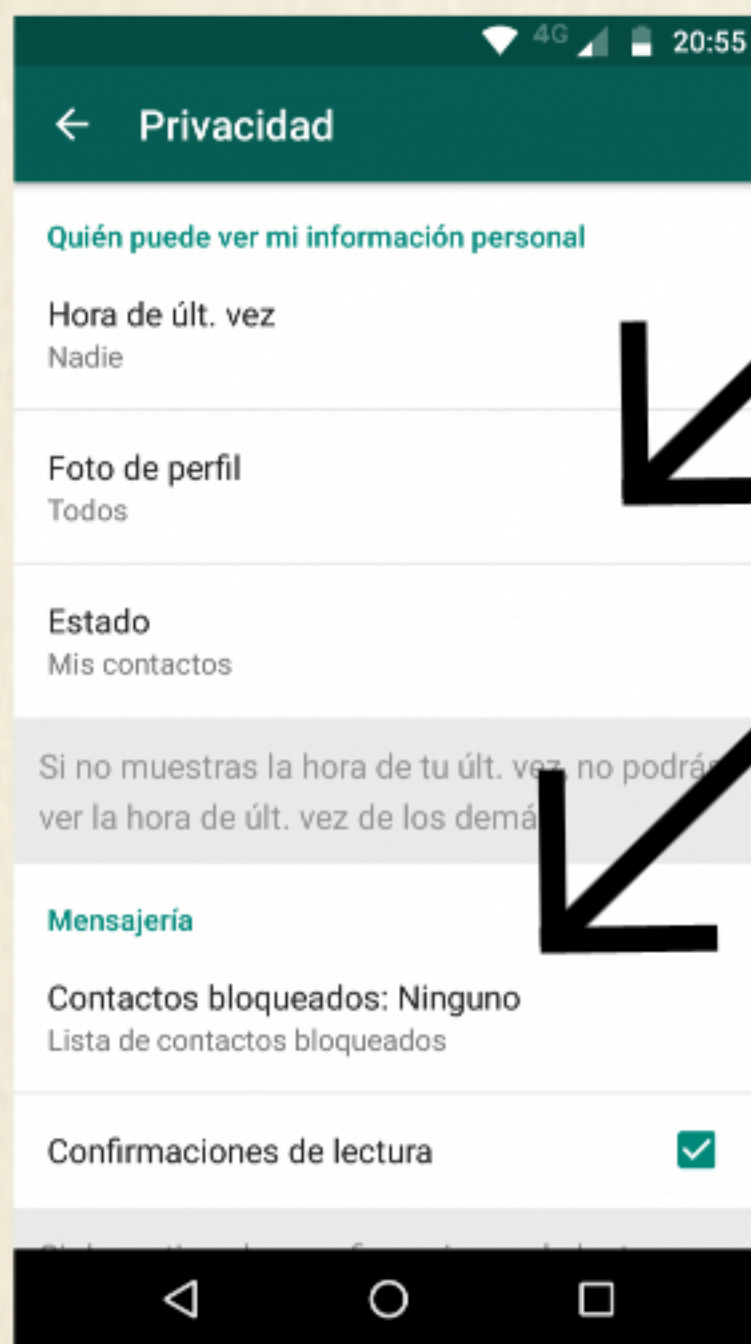 4G 20:55
Privacidad
Quién puede ver mi información personal
Hora de últ. vez
Nadie
Foto de perfil
Todos
Estado
Mis contactos
Si no muestras la hora de tu últ. vez, no podrás
ver la hora de últ. vez de los demás
Mensajería
Contactos bloqueados: Ninguno
Lista de contactos bloqueados
Confirmaciones de lectura